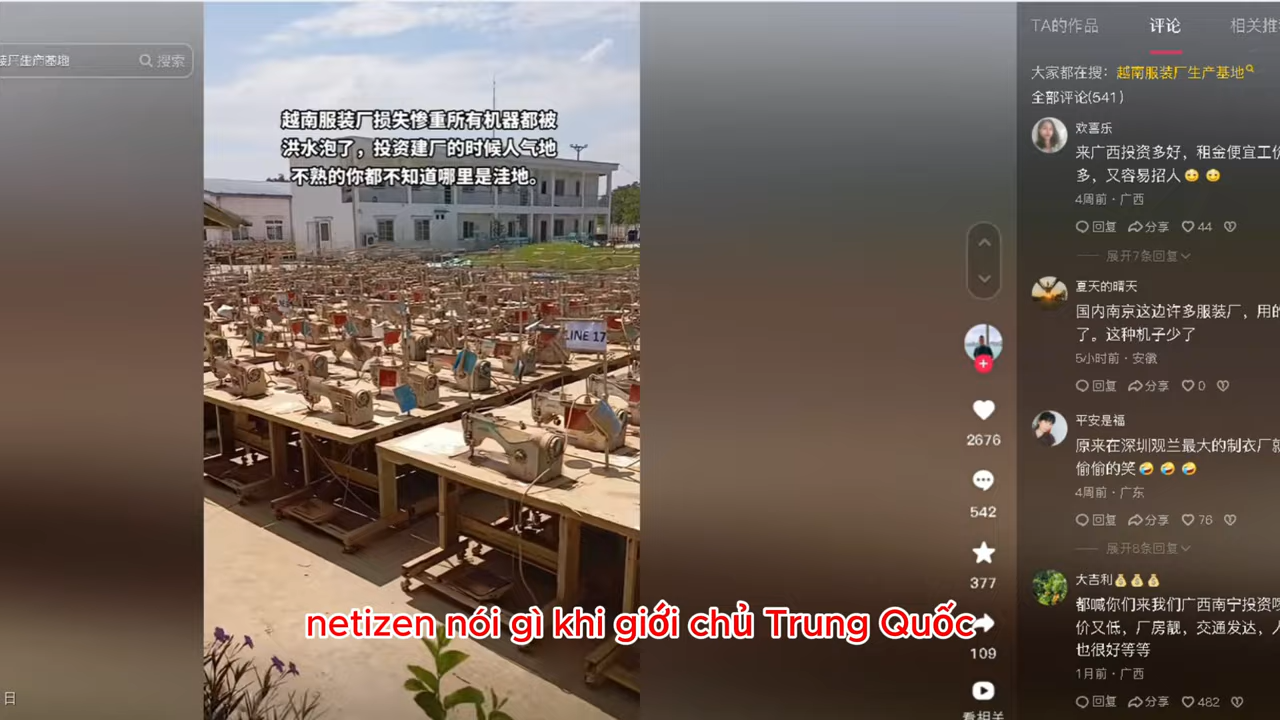 装厂生产基地
搜索
越南服装厂损失惨重所有机器都被
洪水泡了，投资建厂的时候人气地
不熟的你都不知道哪里是洼地。
LINE 17
netizen nói gì khi giới chủ Trung Quốc
日
2676
542
377
109
看相关
TA的作品
评论
相关推
大家都在搜：越南服装厂生产基地
全部评论(541)
欢喜乐
来广西投资多好，租金便宜工价
多，又容易招人
4周前·广西
回复 分享 44
展开7条回复
夏天的晴天
国内南京这边许多服装厂，用的
了。这种机子少了
5小时前·安徽
回复 分享 0
平安是福
原来在深圳观兰最大的制衣厂就
偷偷的笑🤣🤣🤣
4周前·广东
回复 分享 76
展开8条回复
大吉利💰💰💰
都喊你们来我们广西南宁投资
价又低，厂房靓，交通发达，
也很好等等
1月前·广西
回复 分享 482